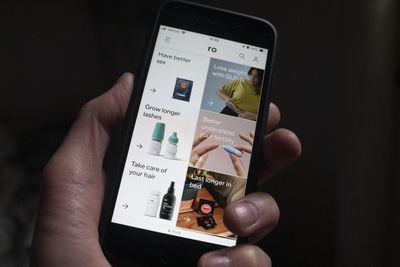 ro
Have better
sex
Lose weight
with GLP-1
Grow longer
lashes
Better
understand
your fertility
Take care of
your hair
Last longer in
bed